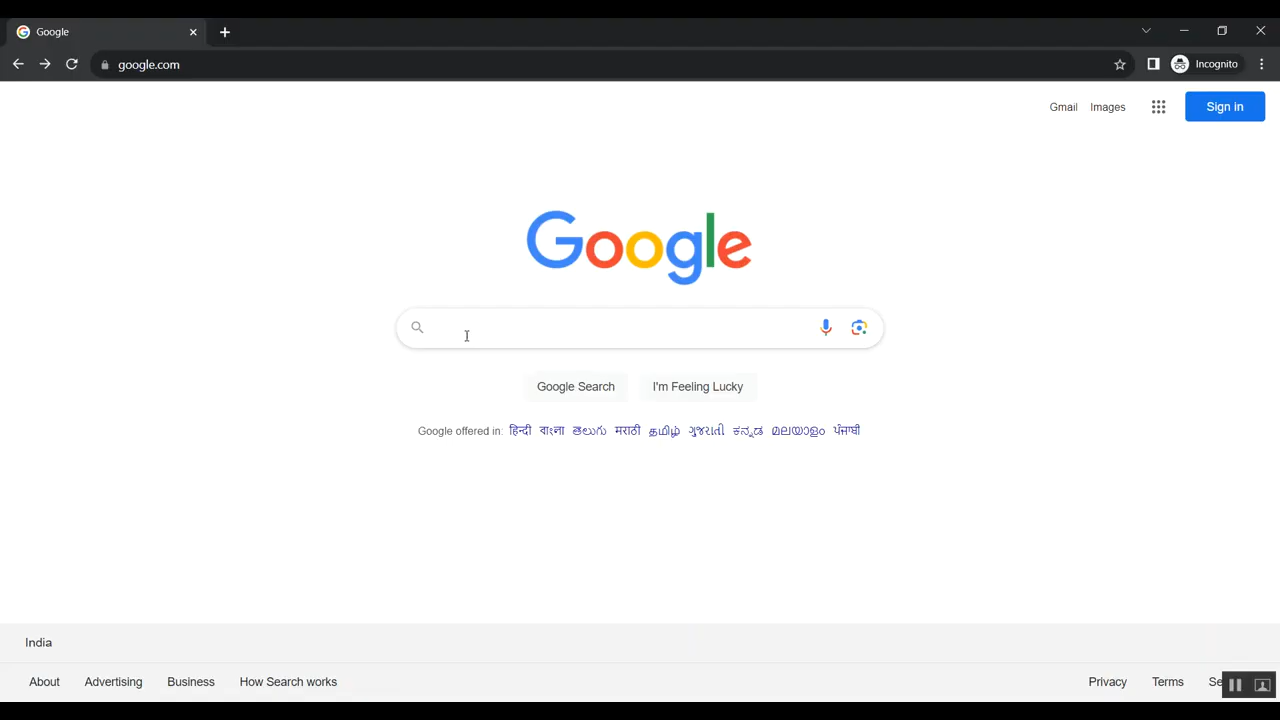 Google
google.com
Incognito
Gmail Images
Sign in
Google
Google Search I'm Feeling Lucky
Google offered in: हिन्दी বাংলা తెలుగు मराठी தமிழ் ગુજરાતી ಕನ್ನಡ മലയാളം ਪੰਜਾਬੀ
India
About Advertising Business How Search works Privacy Terms Se